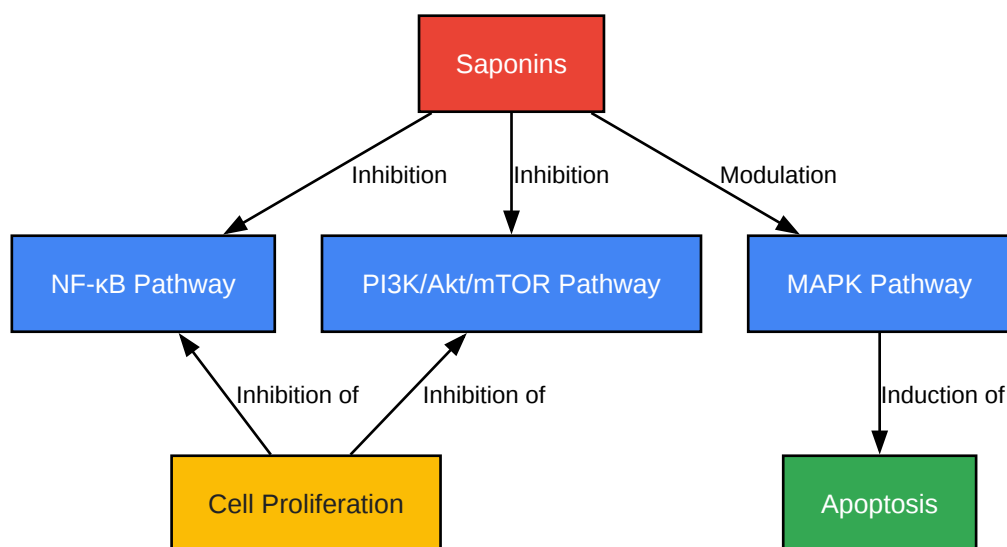 Saponins
Inhibition
Inhibition
Modulation
NF-κB Pathway
PI3K/Akt/mTOR Pathway
MAPK Pathway
Inhibition of
Inhibition of
Induction of
Cell Proliferation
Apoptosis